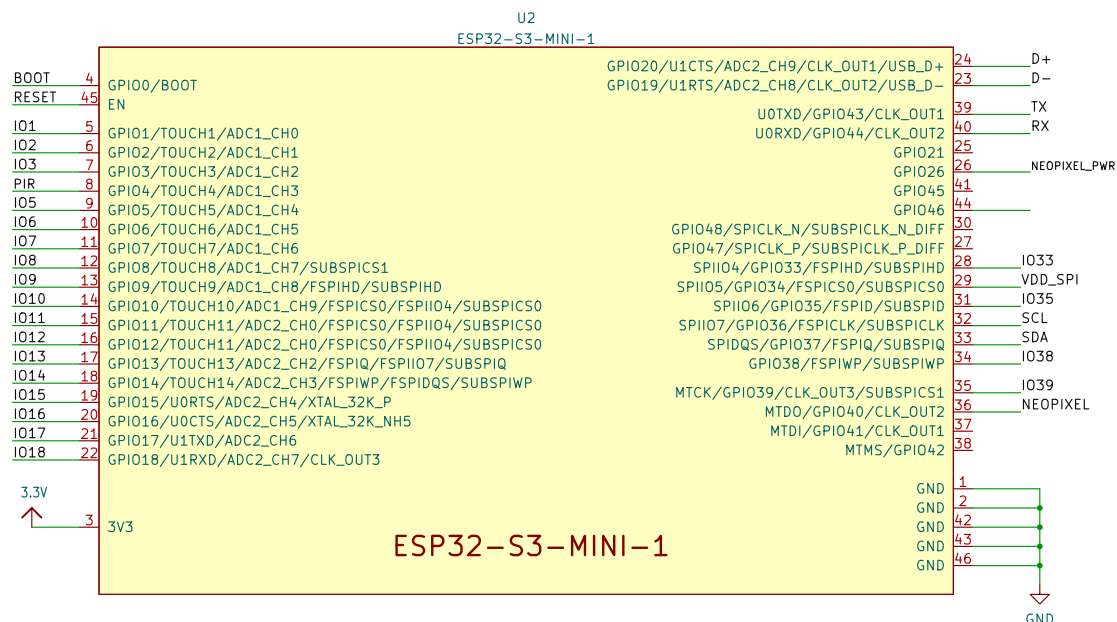 U2
ESP32-S3-MINI-1
BOOT 4 GPIO0/BOOT
RESET 45 EN
IO1 5 GPIO1/TOUCH1/ADC1_CH0
IO2 6 GPIO2/TOUCH2/ADC1_CH1
IO3 7 GPIO3/TOUCH3/ADC1_CH2
PIR 8 GPIO4/TOUCH4/ADC1_CH3
IO5 9 GPIO5/TOUCH5/ADC1_CH4
IO6 10 GPIO6/TOUCH6/ADC1_CH5
IO7 11 GPIO7/TOUCH7/ADC1_CH6
IO8 12 GPIO8/TOUCH8/ADC1_CH7/SUBSPICS1
IO9 13 GPIO9/TOUCH9/ADC1_CH8/FSPIHD/SUBSPIHD
IO10 14 GPIO10/TOUCH10/ADC1_CH9/FSPICS0/FSPIIO4/SUBSPICS0
IO11 15 GPIO11/TOUCH11/ADC2_CH0/FSPICS0/FSPIIO4/SUBSPICS0
IO12 16 GPIO12/TOUCH11/ADC2_CH0/FSPICS0/FSPIIO4/SUBSPICS0
IO13 17 GPIO13/TOUCH13/ADC2_CH2/FSPIQ/FSPIIO7/SUBSPIQ
IO14 18 GPIO14/TOUCH14/ADC2_CH3/FSPIWP/FSPIDQS/SUBSPIWP
IO15 19 GPIO15/U0RTS/ADC2_CH4/XTAL_32K_P
IO16 20 GPIO16/U0CTS/ADC2_CH5/XTAL_32K_NH5
IO17 21 GPIO17/U1TXD/ADC2_CH6
IO18 22 GPIO18/U1RXD/ADC2_CH7/CLK_OUT3
3.3V
3 3V3
GPIO20/U1CTS/ADC2_CH9/CLK_OUT1/USB_D+ 24 D+
GPIO19/U1RTS/ADC2_CH8/CLK_OUT2/USB_D- 23 D-
U0TXD/GPIO43/CLK_OUT1 39 TX
U0RXD/GPIO44/CLK_OUT2 40 RX
GPIO21 25
GPIO26 26 NEOPIXEL_PWR
GPIO45 41
GPIO46 44
GPIO48/SPICLK_N/SUBSPICLK_N_DIFF 30
GPIO47/SPICLK_P/SUBSPICLK_P_DIFF 27
SPIIO4/GPIO33/FSPIHD/SUBSPIHD 28 IO33
SPIIO5/GPIO34/FSPICS0/SUBSPICS0 29 VDD_SPI
SPIIO6/GPIO35/FSPID/SUBSPID 31 IO35
SPIIO7/GPIO36/FSPICLK/SUBSPICLK 32 SCL
SPIDQS/GPIO37/FSPIQ/SUBSPIQ 33 SDA
GPIO38/FSPIWP/SUBSPIWP 34 IO38
MTCK/GPIO39/CLK_OUT3/SUBSPICS1 35 IO39
MTDO/GPIO40/CLK_OUT2 36 NEOPIXEL
MTDI/GPIO41/CLK_OUT1 37
MTMS/GPIO42 38
GND 1
GND 2
GND 42
GND 43
GND 46
ESP32-S3-MINI-1
GND